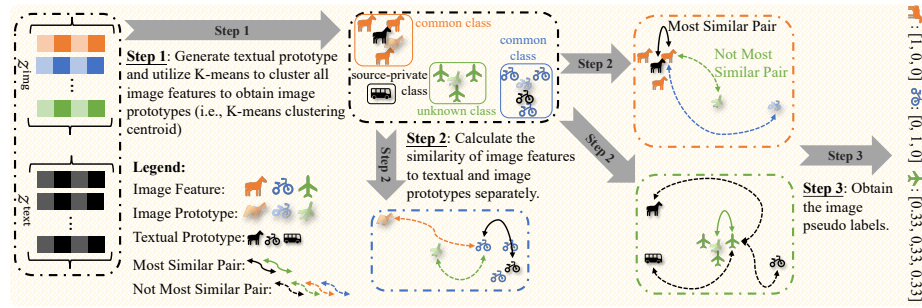 Z img
Z text
Step 1
Step 1: Generate textual prototype
and utilize K-means to cluster all
image features to obtain image
prototypes (i.e., K-means clustering
centroid)
Legend:
Image Feature:
Image Prototype:
Textual Prototype:
Most Similar Pair:
Not Most Similar Pair:
common class
common
class
source-private
class
unknown class
Step 2
Step 2: Calculate the
similarity of image features
to textual and image
prototypes separately.
Step 2
Step 2
Most Similar Pair
Not Most
Similar Pair
Step 3
Step 3: Obtain
the image
pseudo labels.
: [1, 0, 0]
: [0, 1, 0]
: [0.33, 0.33, 0.33]